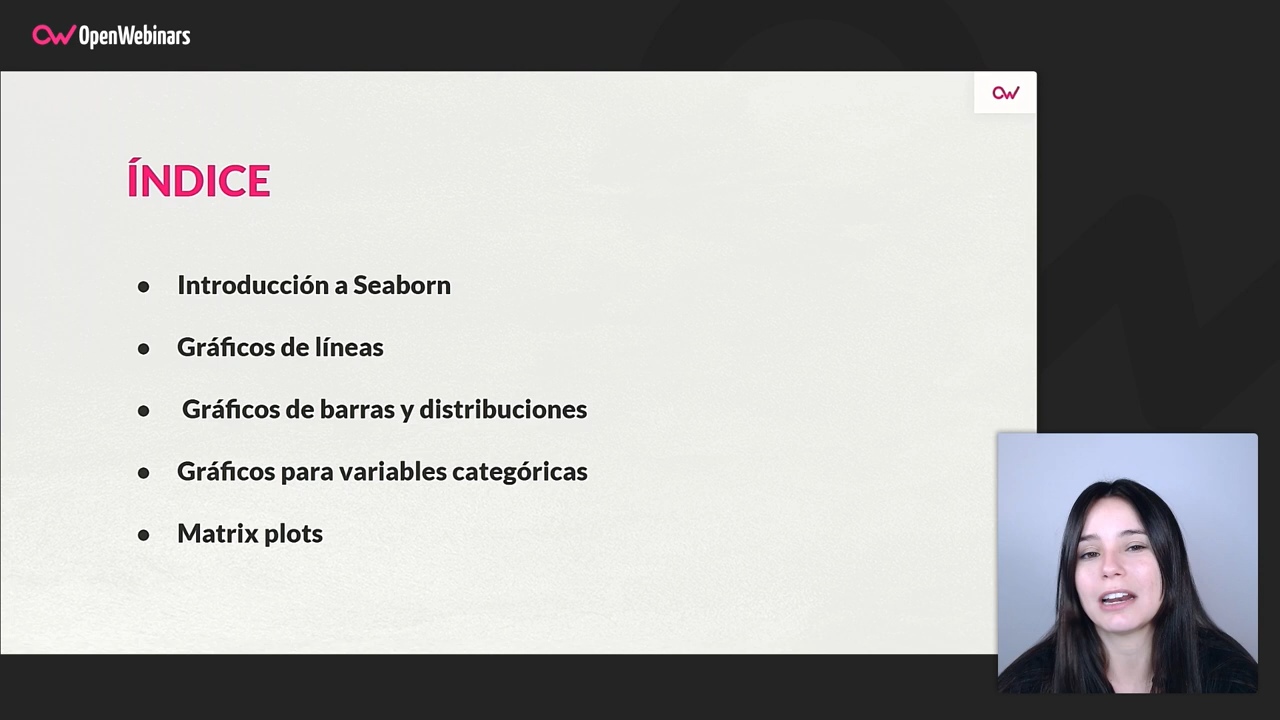 OpenWebinars
ÍNDICE
● Introducción a Seaborn
● Gráficos de líneas
● Gráficos de barras y distribuciones
● Gráficos para variables categóricas
● Matrix plots